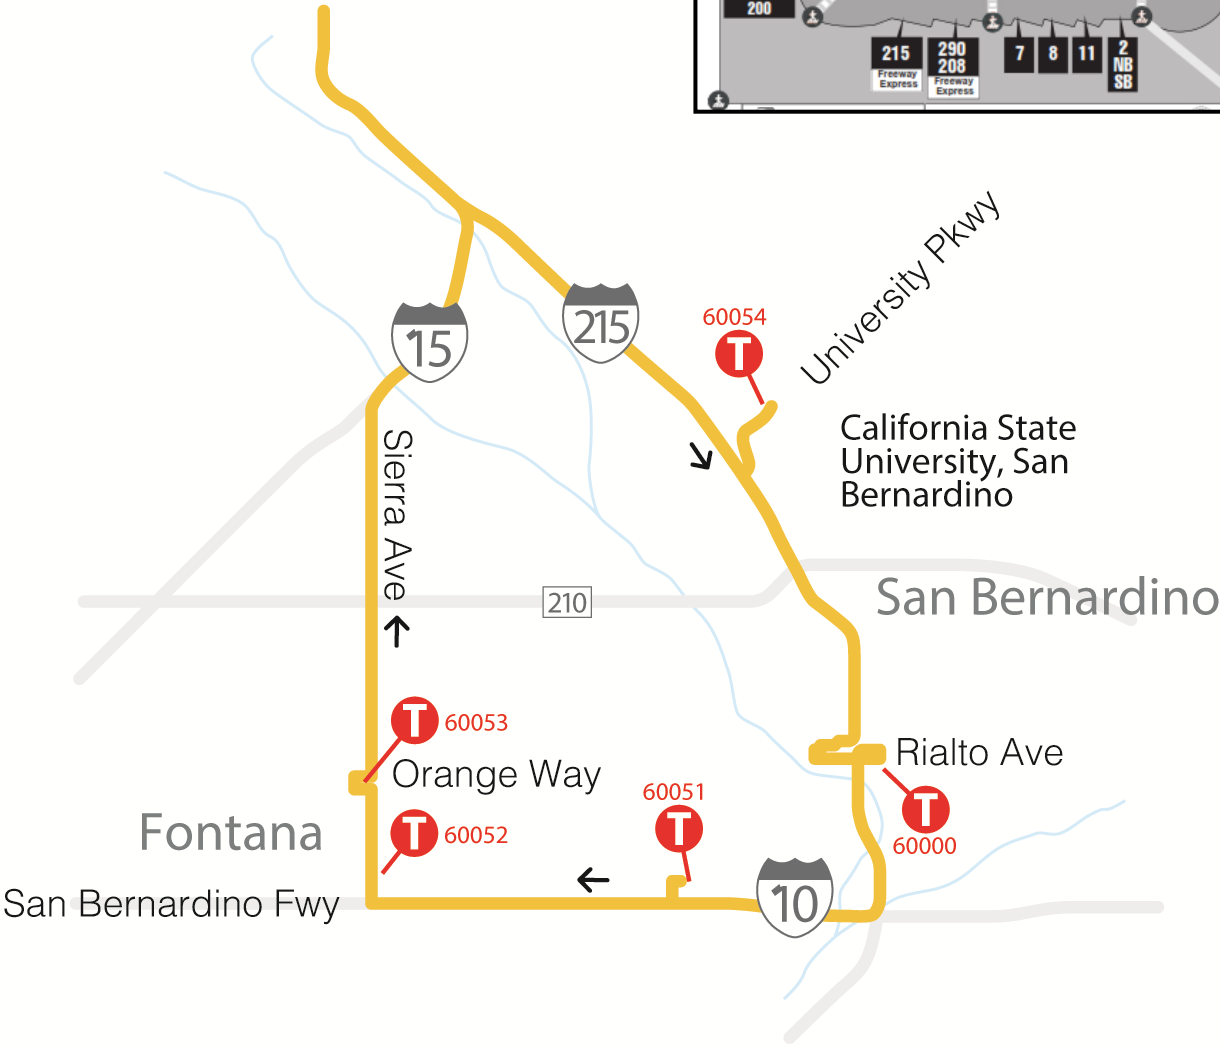 200
215
Freeway
Express
290
208
Freeway
Express
7
8
11
2
NB
SB
University Pkwy
60054
T
215
15
California State
University, San
Bernardino
Sierra Ave
San Bernardino
210
T
60053
Rialto Ave
Orange Way
60051
T
T
60052
T
60000
Fontana
San Bernardino Fwy
10